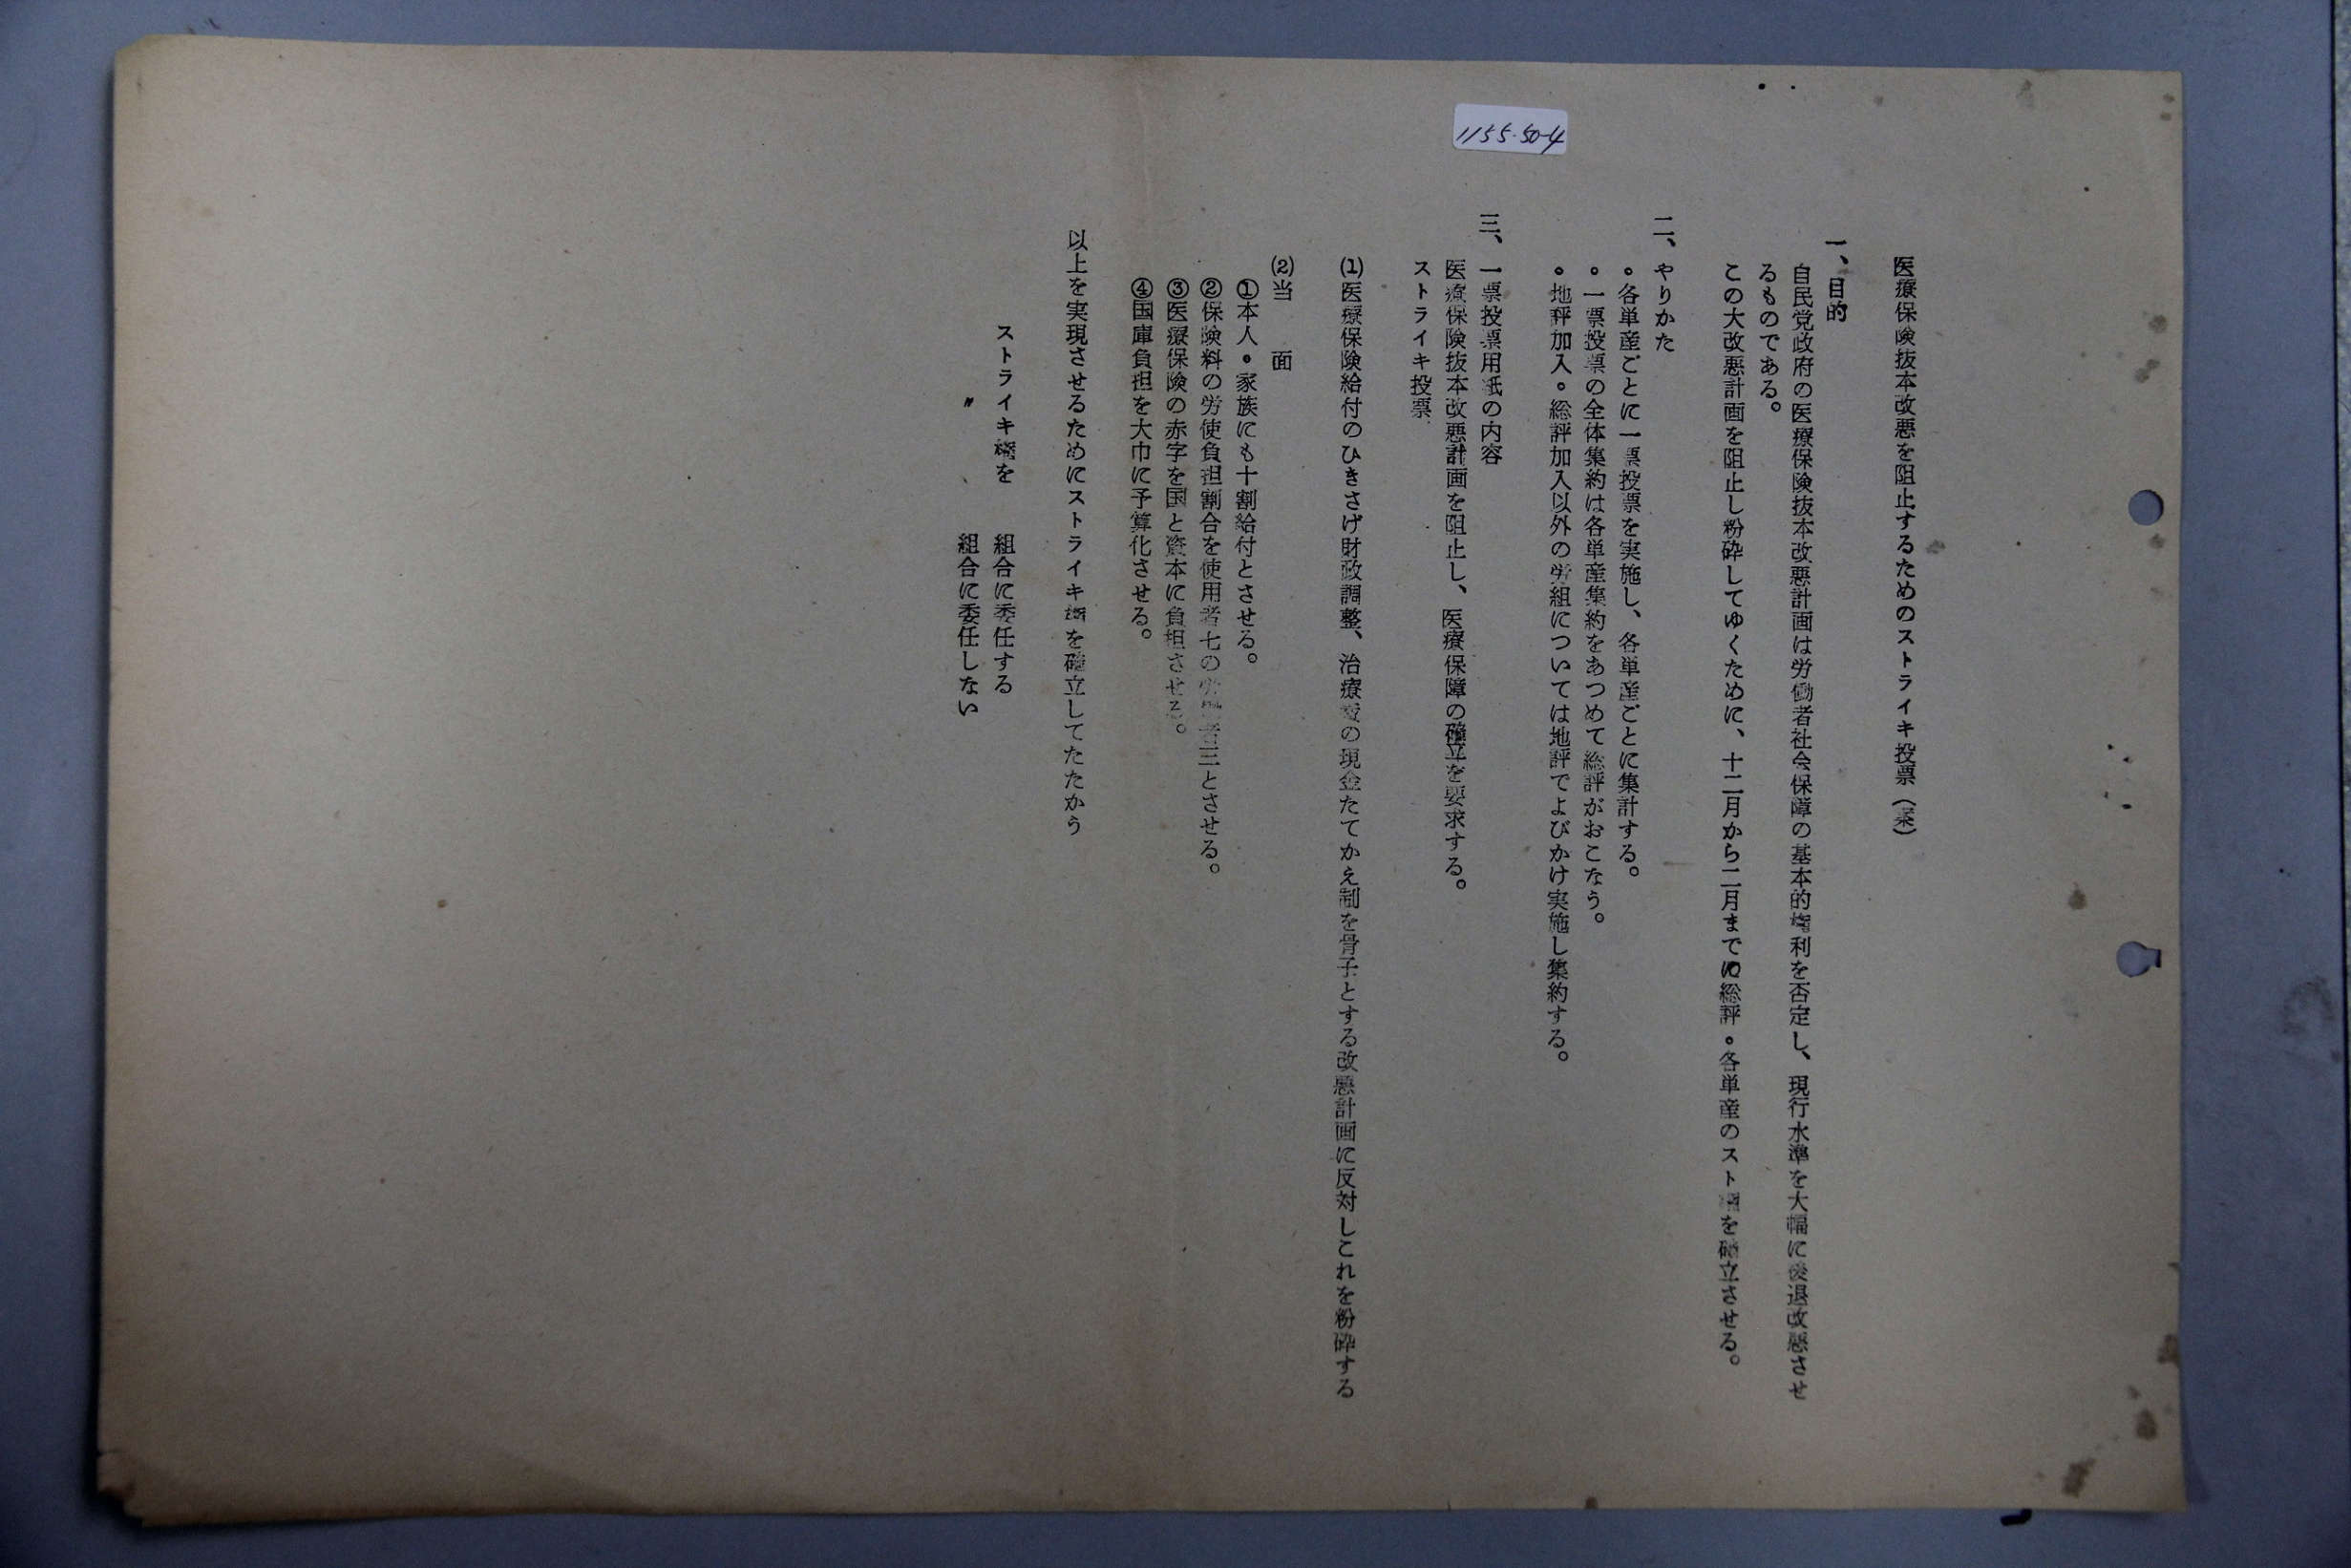 1155-50-4
医療保険抜本改悪を阻止するためのストライキ投票（案）
一、目的
自民党政府の医療保険抜本改悪計画は労働者社会保障の基本的権利を否定し、現行水準を大幅に後退改悪させ
るものである。
この大改悪計画を阻止し粉砕してゆくために、十二月から二月までに総評・各単産のスト権を確立させる。
二、やりかた
・各単産ごとに一票投票を実施し、各単産ごとに集計する。
・一票投票の全体集約は各単産集約をあつめて総評がおこなう。
・地評加入・総評加入以外の労組については地評でよびかけ実施し集約する。
三、一票投票用紙の内容
医療保険抜本改悪計画を阻止し、医療保障の確立を要求する。
ストライキ投票
(1)医療保険給付のひきさげ財政調整、治療費の現金たてかえ制を骨子とする改悪計画に反対しこれを粉砕する
(2)当　面
①本人・家族にも十割給付とさせる。
②保険料の労使負担割合を使用者七の労働者三とさせる。
③医療保険の赤字を国と資本に負担させる。
④国庫負担を大巾に予算化させる。
以上を実現させるためにストライキ権を確立してたたかう
ストライキ権を　組合に委任する
〃　、　組合に委任しない